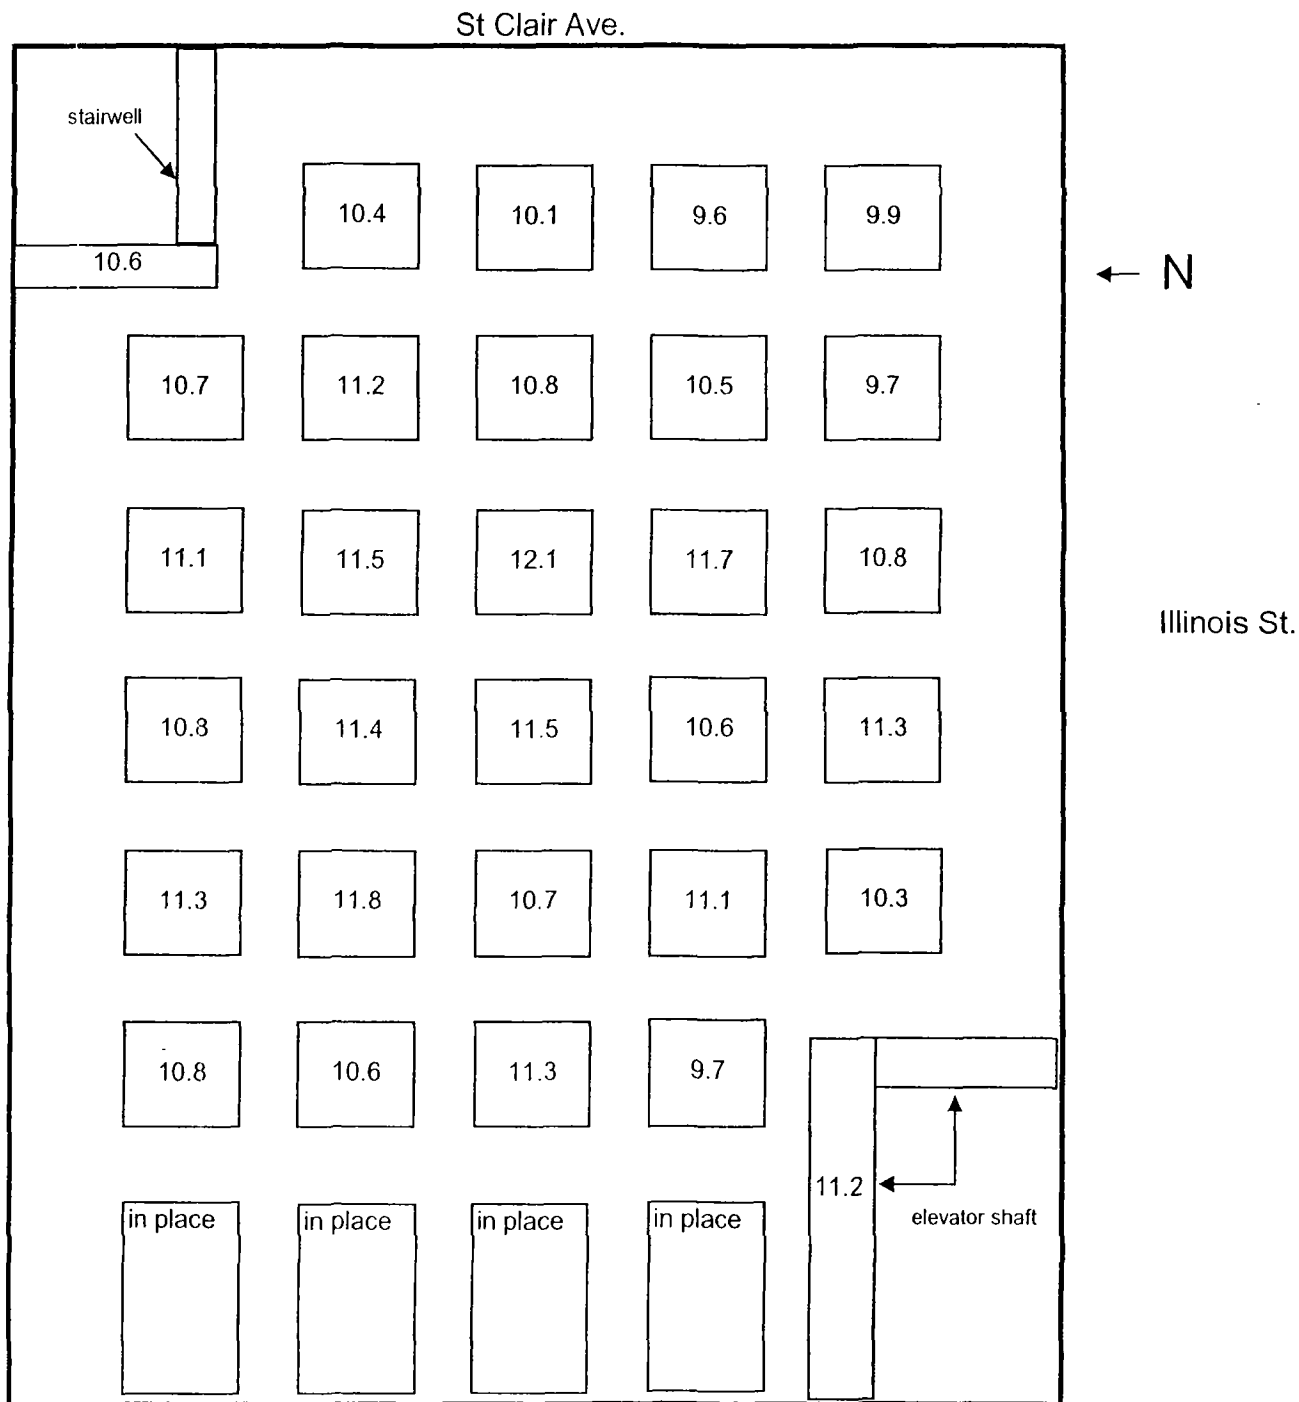 St Clair Ave.
stairwell
10.4 10.1 9.6 9.9
10.6
N
10.7 11.2 10.8 10.5 9.7
11.1 11.5 12.1 11.7 10.8
Illinois St.
10.8 11.4 11.5 10.6 11.3
11.3 11.8 10.7 11.1 10.3
10.8 10.6 11.3 9.7
11.2
in place in place in place in place
elevator shaft